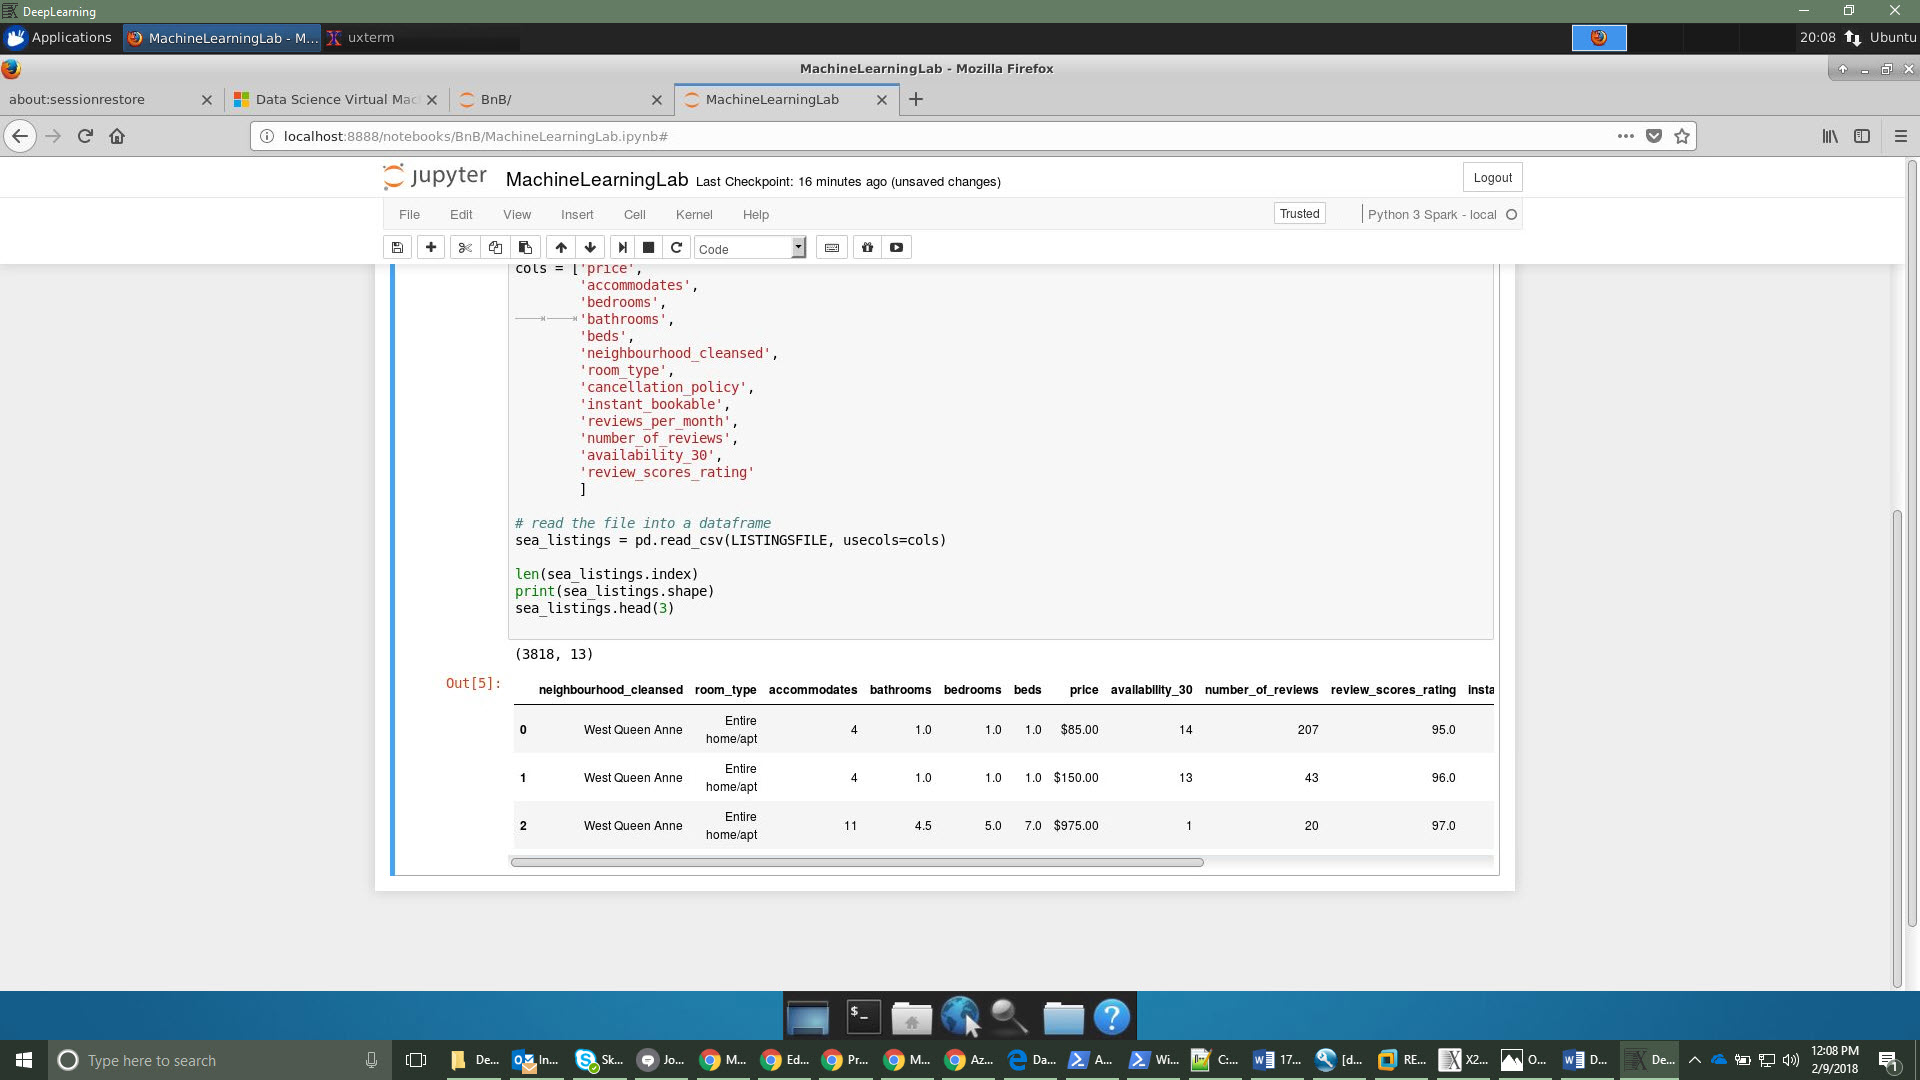 DeepLearning
Applications
MachineLearningLab - M...
uxterm
20:08
Ubuntu
MachineLearningLab - Mozilla Firefox
about:sessionrestore
Data Science Virtual Mac
BnB/
MachineLearningLab
localhost:8888/notebooks/BnB/MachineLearningLab.ipynb#
jupyter
MachineLearningLab Last Checkpoint: 16 minutes ago (unsaved changes)
Logout
File Edit View Insert Cell Kernel Help
Trusted
Python 3 Spark - local
Code
cols = ['price',
'accommodates',
'bedrooms',
'bathrooms',
'beds',
'neighbourhood_cleansed',
'room_type',
'cancellation_policy',
'instant_bookable',
'reviews_per_month',
'number_of_reviews',
'availability_30',
'review_scores_rating'
]
# read the file into a dataframe
sea_listings = pd.read_csv(LISTINGSFILE, usecols=cols)
len(sea_listings.index)
print(sea_listings.shape)
sea_listings.head(3)
(3818, 13)
Out[5]:
neighbourhood_cleansed room_type accommodates bathrooms bedrooms beds price availability_30 number_of_reviews review_scores_rating insta
0 West Queen Anne Entire home/apt 4 1.0 1.0 1.0 $85.00 14 207 95.0
1 West Queen Anne Entire home/apt 4 1.0 1.0 1.0 $150.00 13 43 96.0
2 West Queen Anne Entire home/apt 11 4.5 5.0 7.0 $975.00 1 20 97.0
$_
?
Type here to search
De...
In...
Sk...
Jo...
M...
Ed...
Pr...
M...
Az...
Da...
A...
Wi...
C:...
17...
[d...
RE...
X2...
O...
D...
De...
12:08 PM
2/9/2018
1